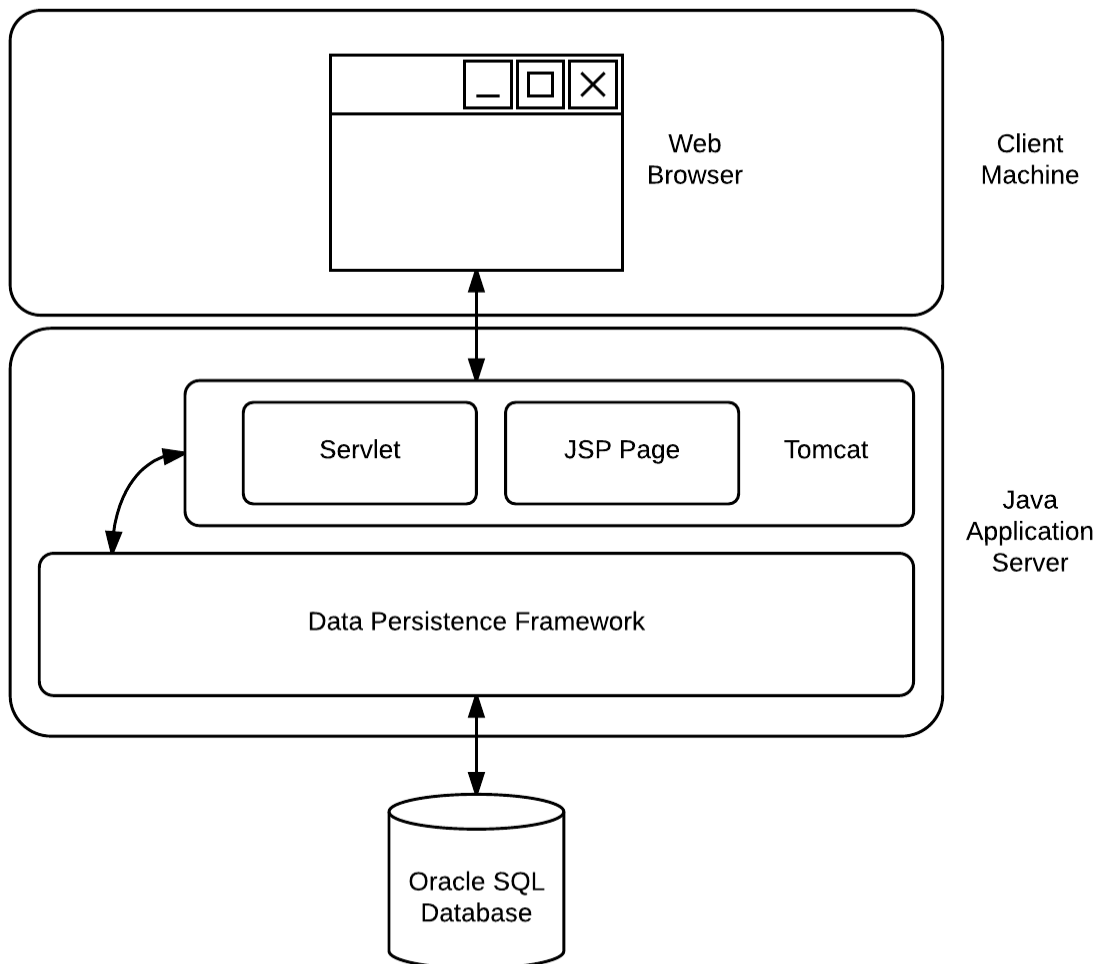 Web
Browser
Client
Machine
Servlet
JSP Page
Tomcat
Java
Application
Server
Data Persistence Framework
Oracle SQL
Database